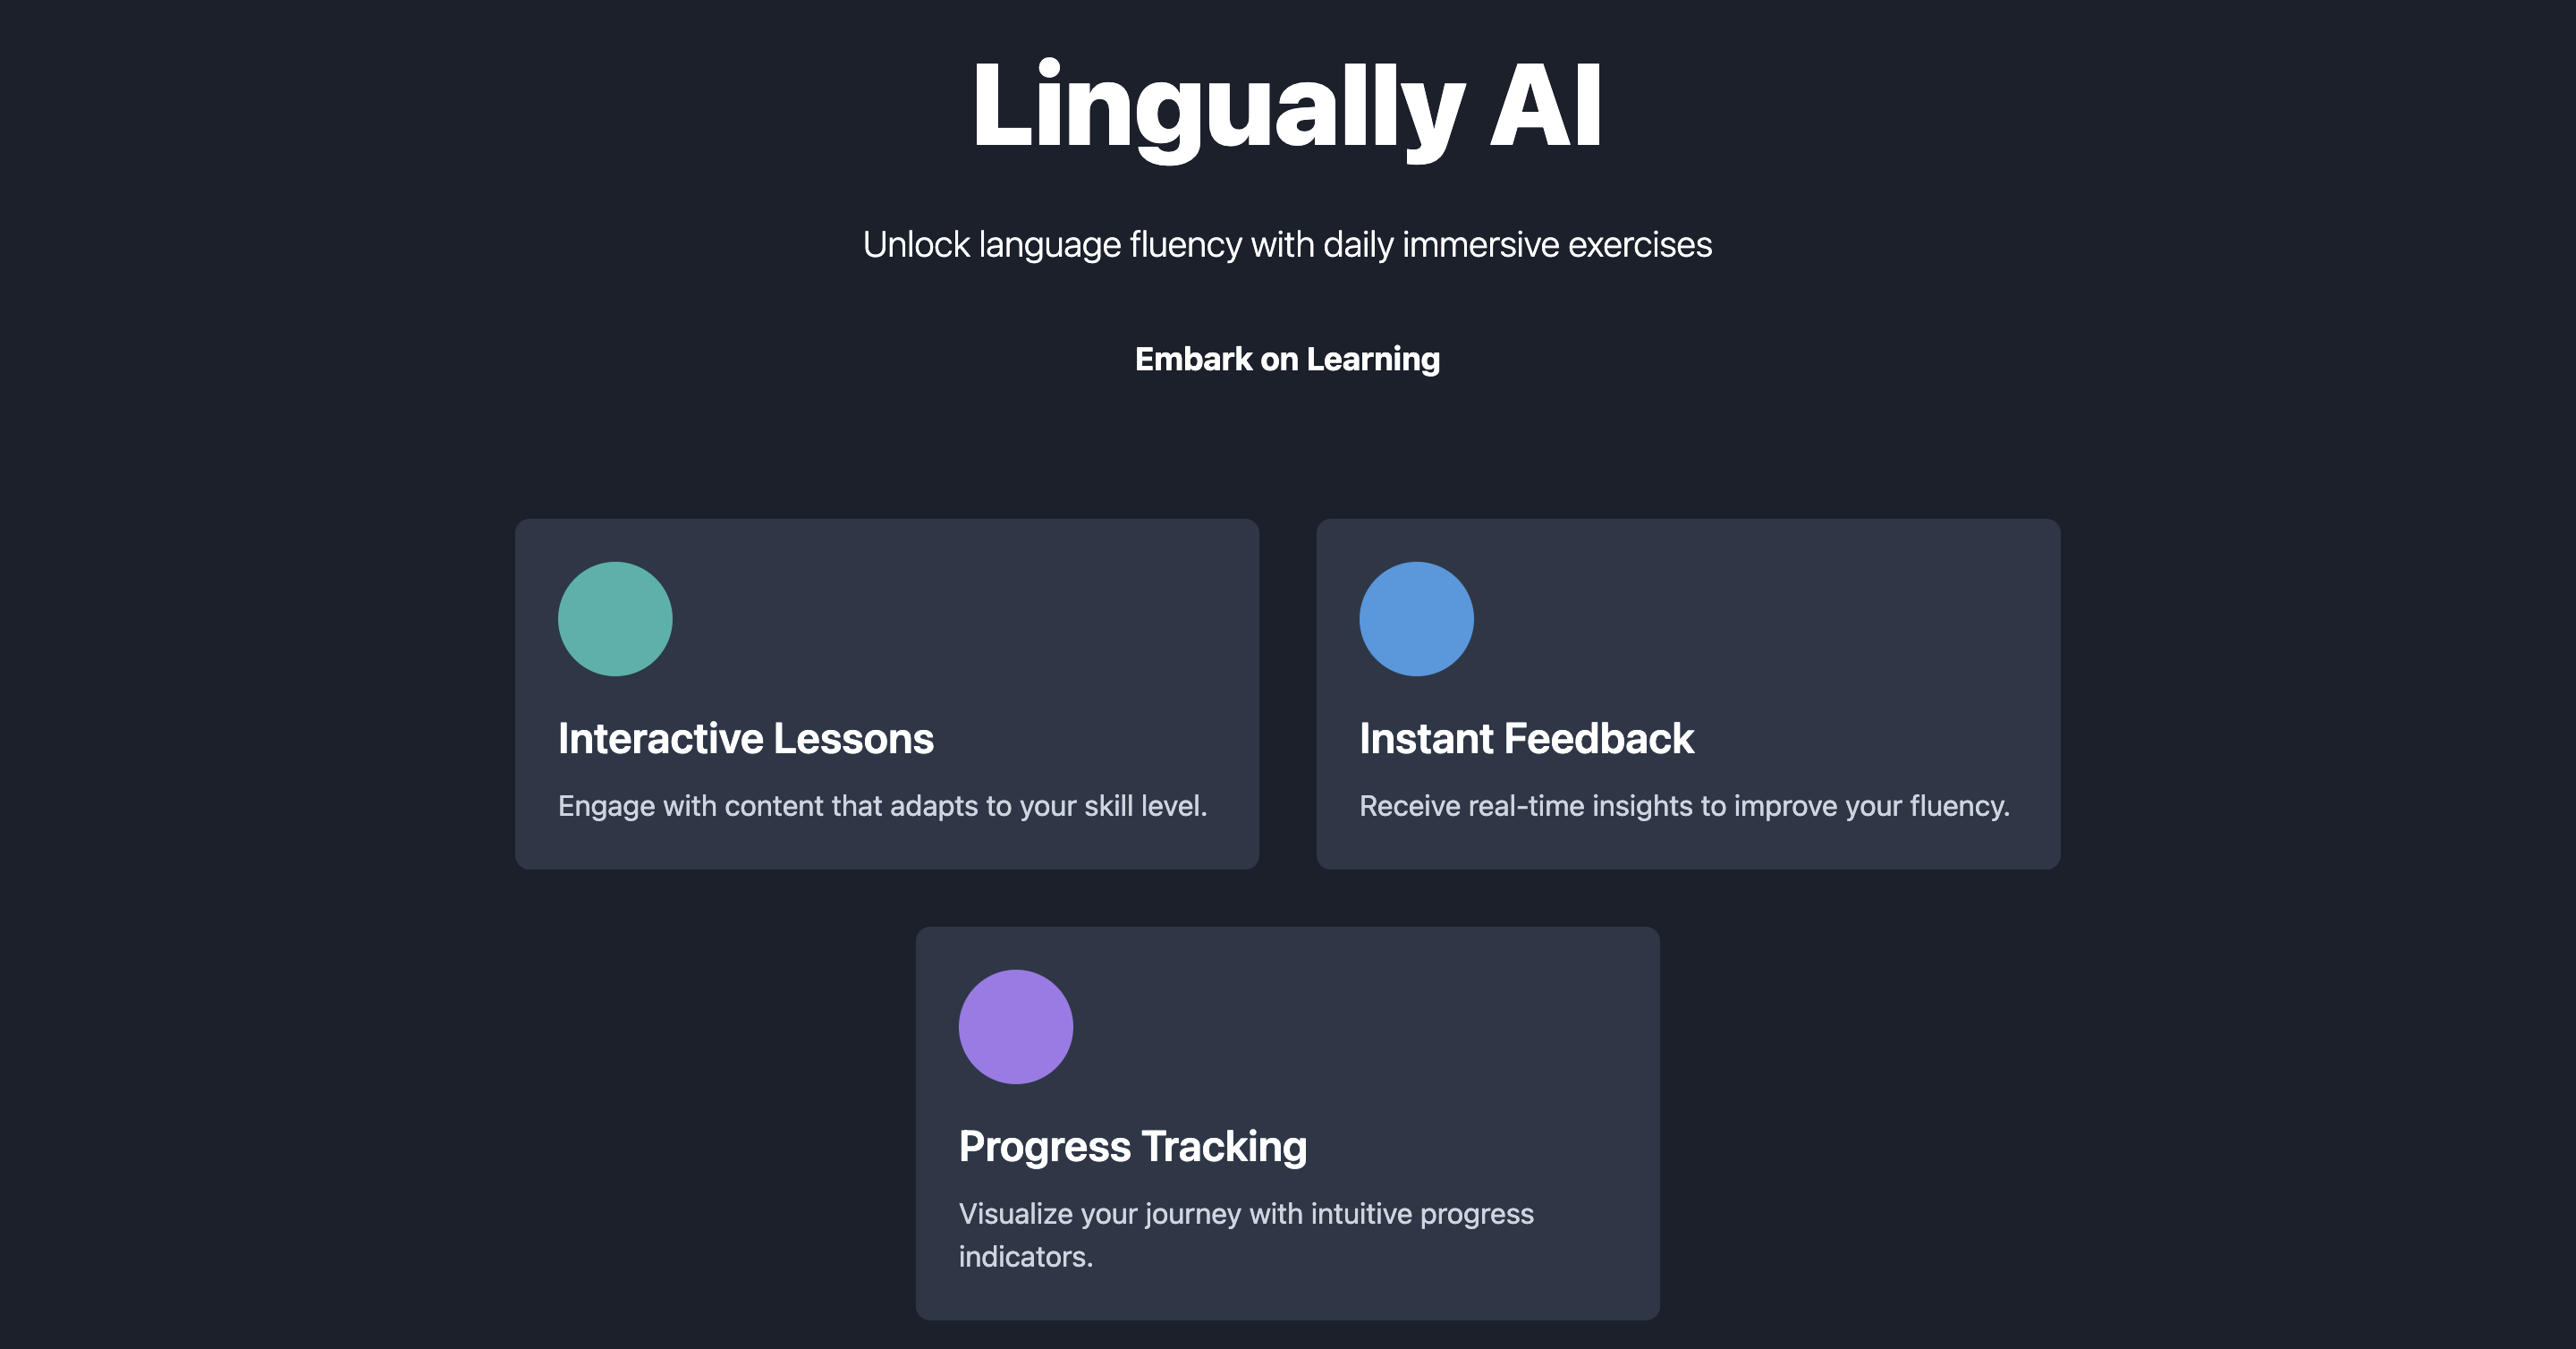 Lingually AI
Unlock language fluency with daily immersive exercises
Embark on Learning
Interactive Lessons
Engage with content that adapts to your skill level.
Instant Feedback
Receive real-time insights to improve your fluency.
Progress Tracking
Visualize your journey with intuitive progress
indicators.